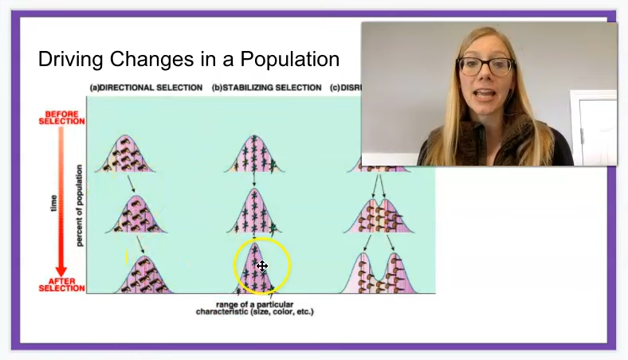 Driving Changes in a Population
(a)DIRECTIONAL SELECTION (b)STABILIZING SELECTION (c)
BEFORE
SELECTION
time
percent of population
AFTER
SELECTION
range of a particular
characteristic (size, color, etc.)